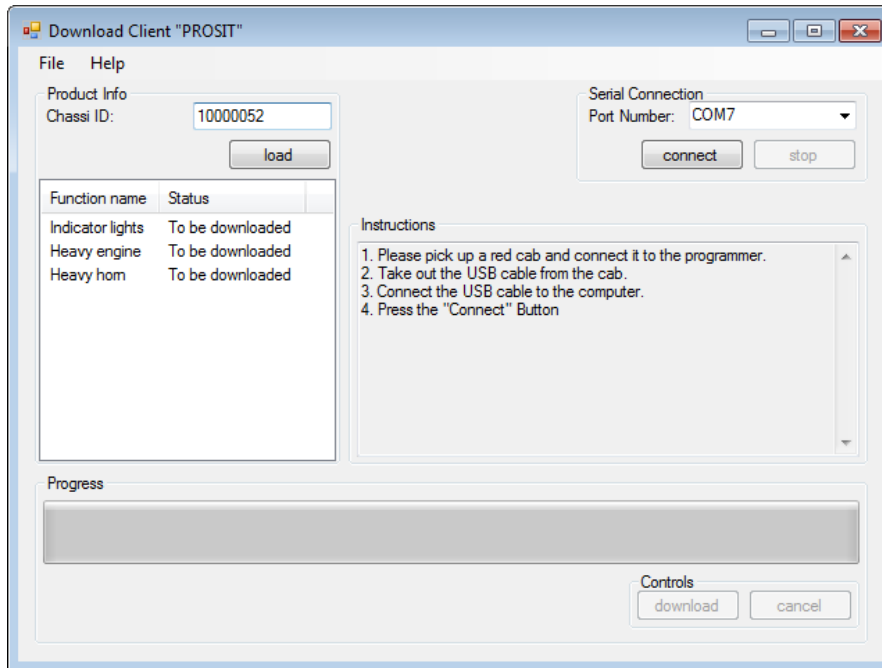 Download Client "PROSIT"
File Help
Product Info
Chassi ID: 10000052
load
Serial Connection
Port Number: COM7
connect stop
Function name Status
Indicator lights To be downloaded
Heavy engine To be downloaded
Heavy horn To be downloaded
Instructions
1. Please pick up a red cab and connect it to the programmer.
2. Take out the USB cable from the cab.
3. Connect the USB cable to the computer.
4. Press the "Connect" Button
Progress
Controls
download cancel